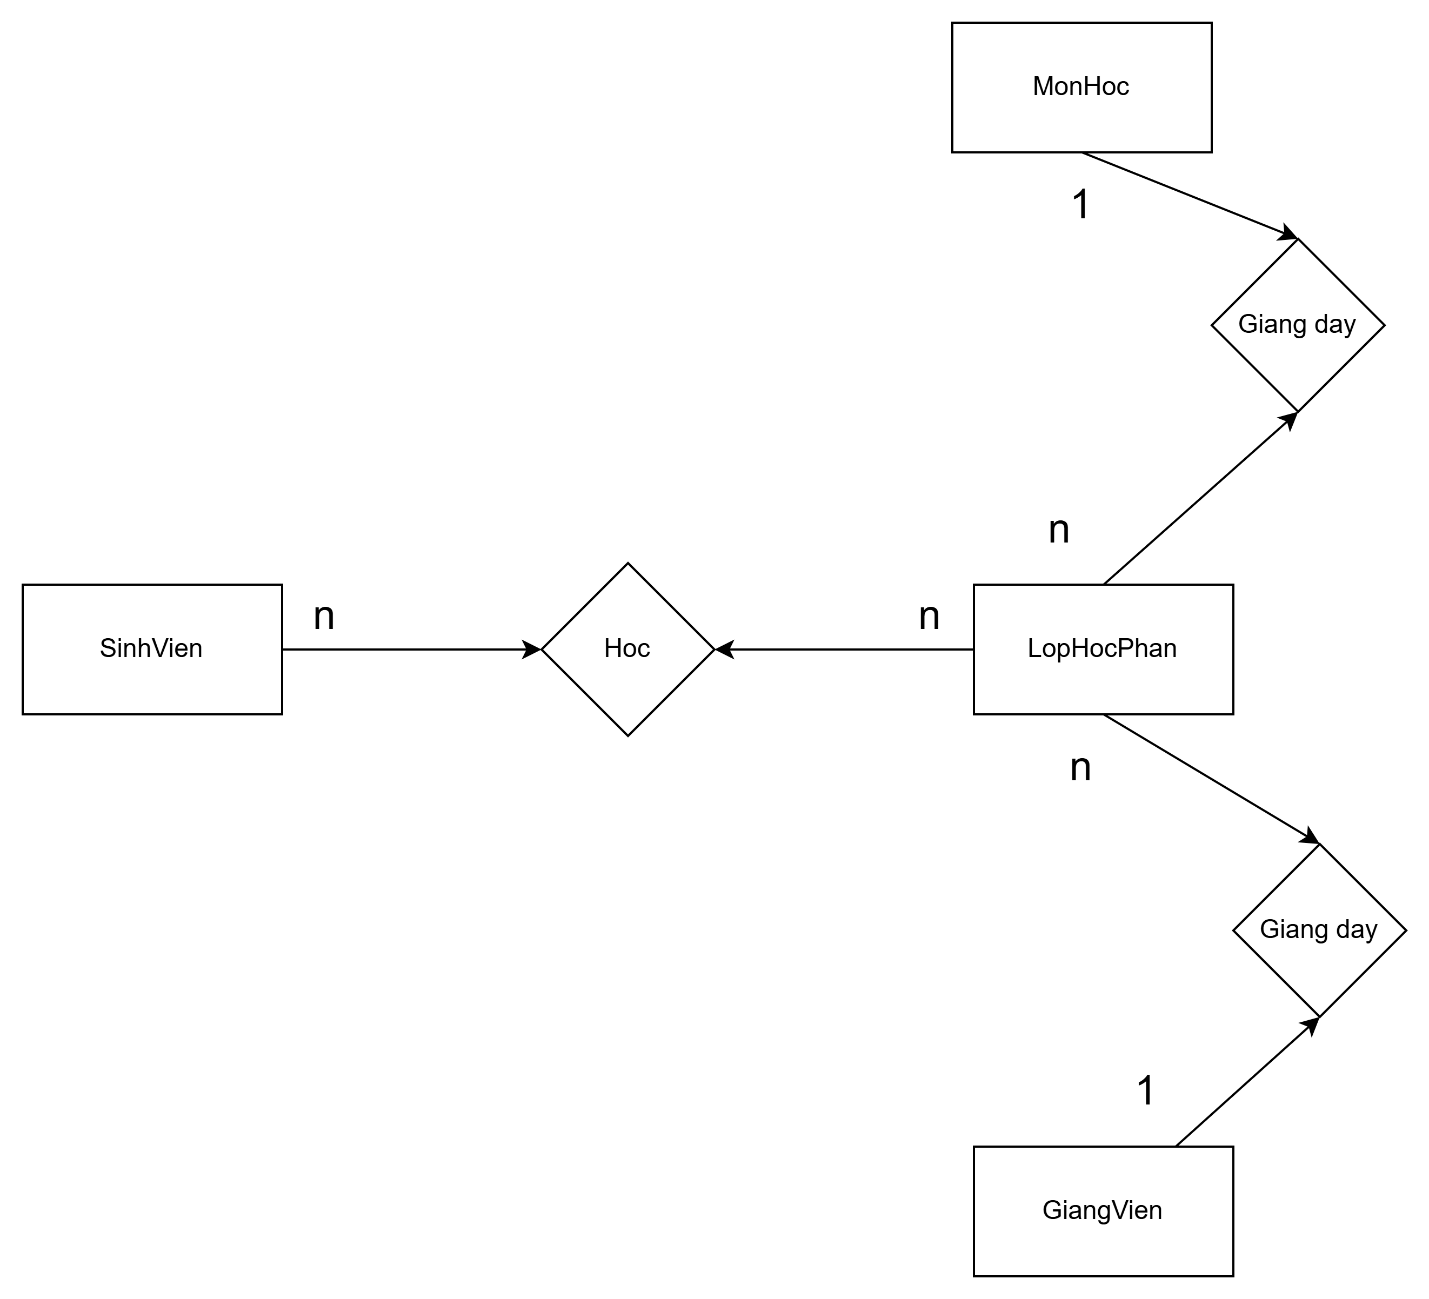 MonHoc
1
Giang day
n
SinhVien
n
Hoc
n
LopHocPhan
n
Giang day
1
GiangVien